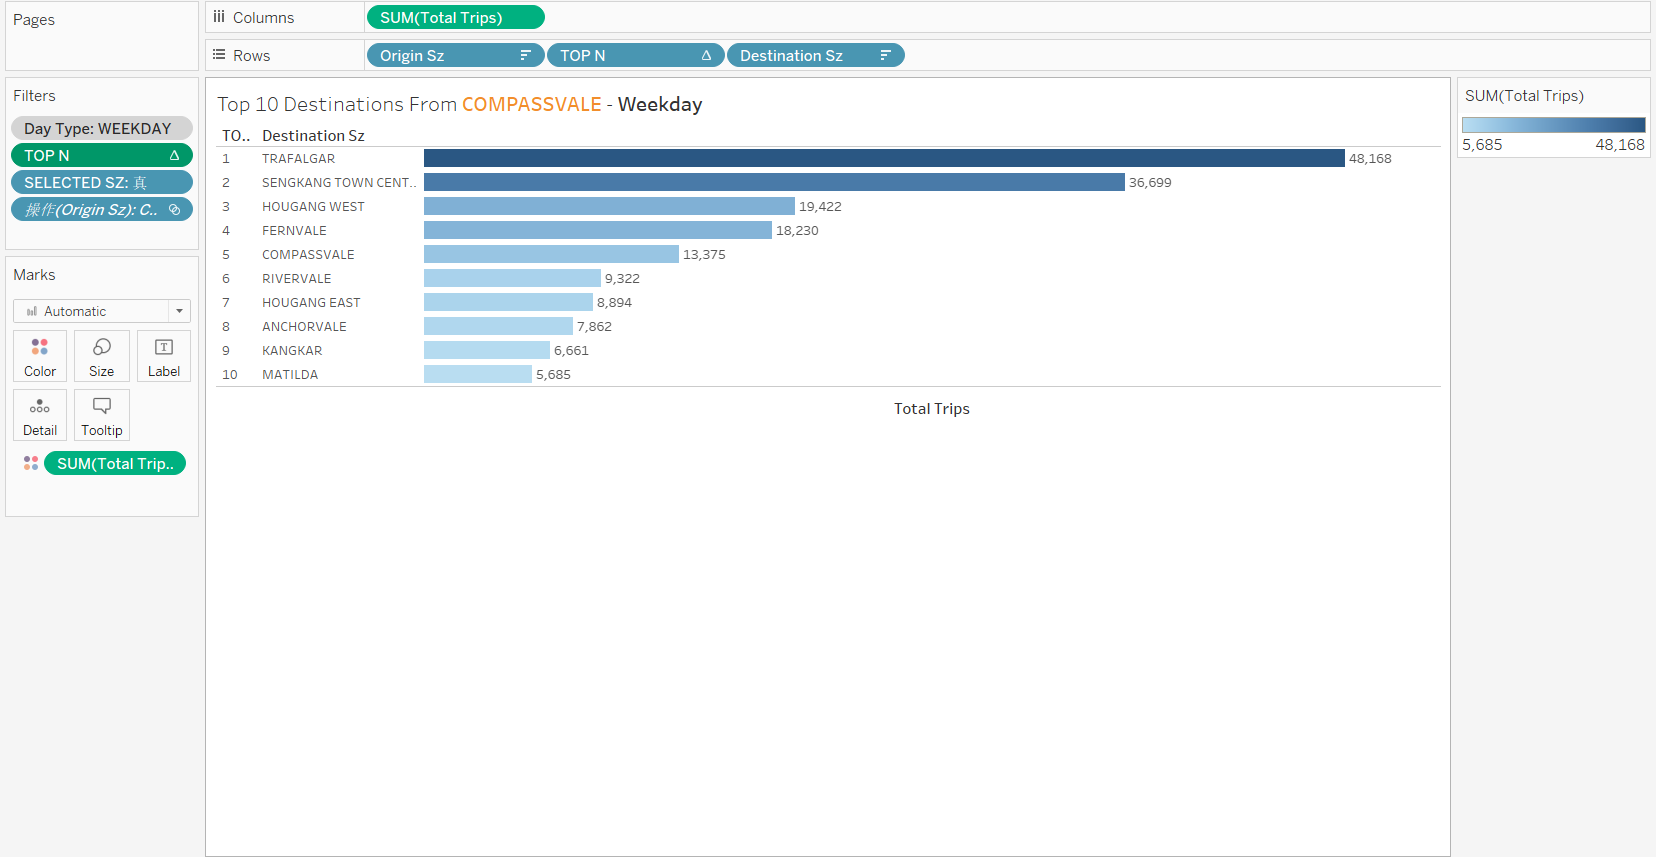 Pages
Columns
SUM(Total Trips)
Rows
Origin Sz
TOP N
Destination Sz
Filters
Day Type: WEEKDAY
TOP N
SELECTED SZ: 真
操作(Origin Sz): C..
Marks
Automatic
Color
Size
Label
Detail
Tooltip
SUM(Total Trip..
Top 10 Destinations From COMPASSVALE - Weekday
TO.. Destination Sz
1 TRAFALGAR 48,168
2 SENGKANG TOWN CENT.. 36,699
3 HOUGANG WEST 19,422
4 FERNVALE 18,230
5 COMPASSVALE 13,375
6 RIVERVALE 9,322
7 HOUGANG EAST 8,894
8 ANCHORVALE 7,862
9 KANGKAR 6,661
10 MATILDA 5,685
Total Trips
SUM(Total Trips)
5,685 48,168